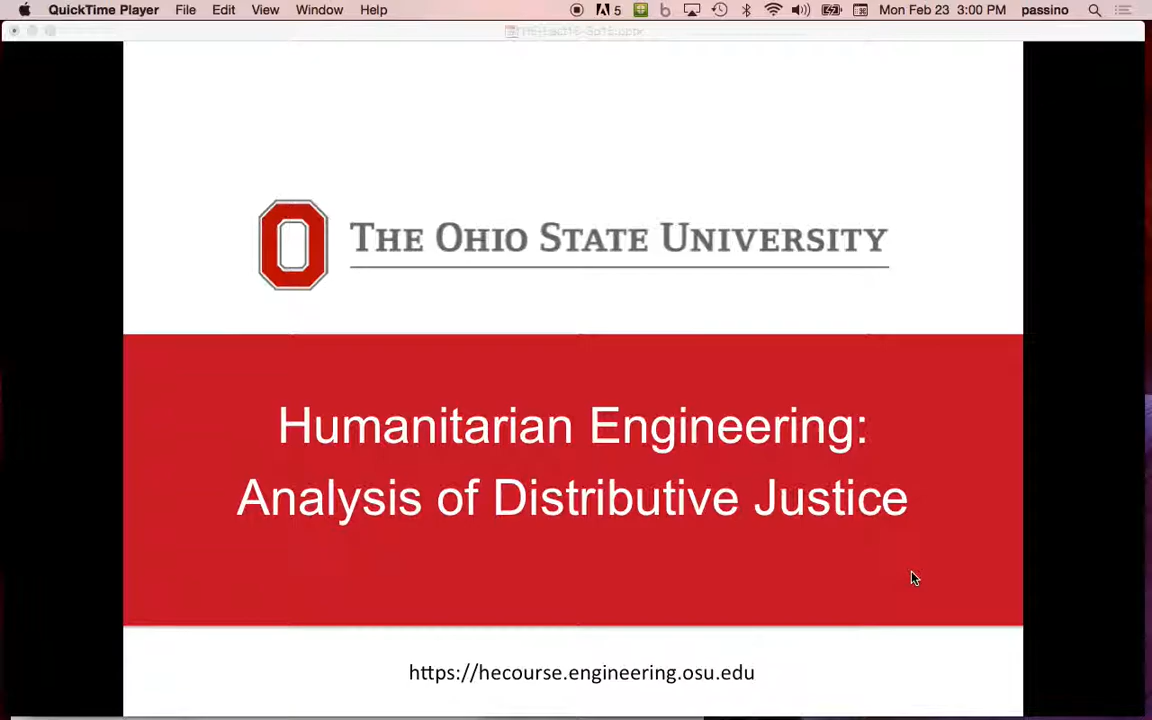 QuickTime Player File Edit View Window Help 5 Mon Feb 23 3:00 PM passino
THE OHIO STATE UNIVERSITY
Humanitarian Engineering:
Analysis of Distributive Justice
https://hecourse.engineering.osu.edu